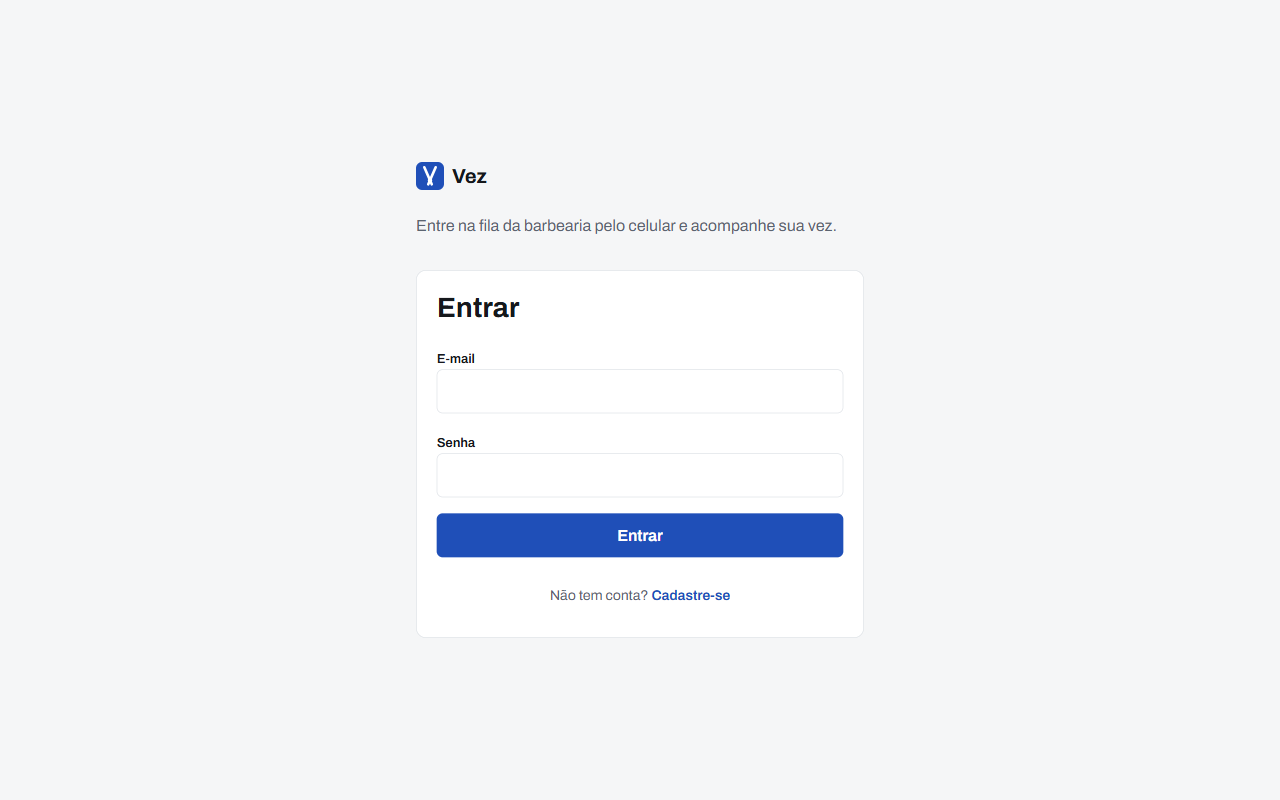 Vez
Entre na fila da barbearia pelo celular e acompanhe sua vez.
Entrar
E-mail
Senha
Entrar
Não tem conta? Cadastre-se